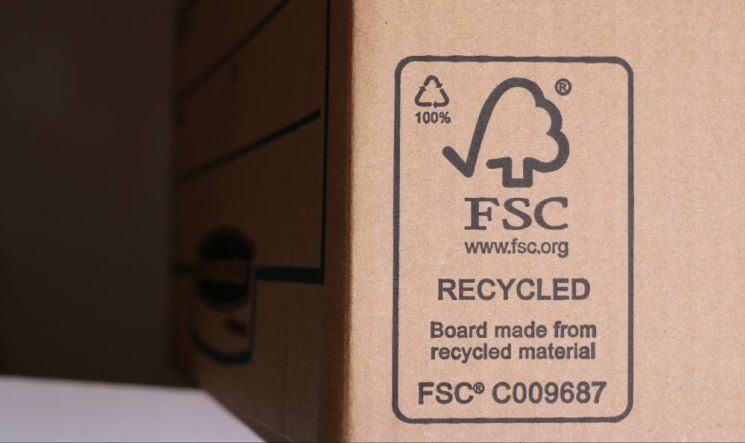 ®
100%
FSC
www.fsc.org
RECYCLED
Board made from
recycled material
FSC® C009687